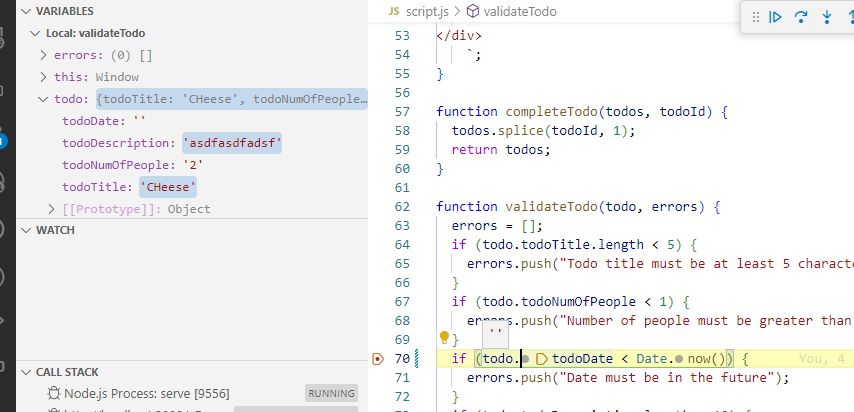 VARIABLES
Local: validateTodo
errors: (0) []
this: Window
todo: {todoTitle: 'CHeese', todoNumOfPeople…
todoDate: ''
todoDescription: 'asdfasdfadsf'
todoNumOfPeople: '2'
todoTitle: 'CHeese'
[[Prototype]]: Object
WATCH
CALL STACK
Node.js Process: serve [9556] RUNNING
JS script.js > validateTodo
53 </div>
54 `;
55 }
56
57 function completeTodo(todos, todoId) {
58 todos.splice(todoId, 1);
59 return todos;
60 }
61
62 function validateTodo(todo, errors) {
63 errors = [];
64 if (todo.todoTitle.length < 5) {
65 errors.push("Todo title must be at least 5 characte
66 }
67 if (todo.todoNumOfPeople < 1) {
68 errors.push("Number of people must be greater than
''
69 }
70 if (todo.todoDate < Date.now()) { You, 4
71 errors.push("Date must be in the future");
72 }